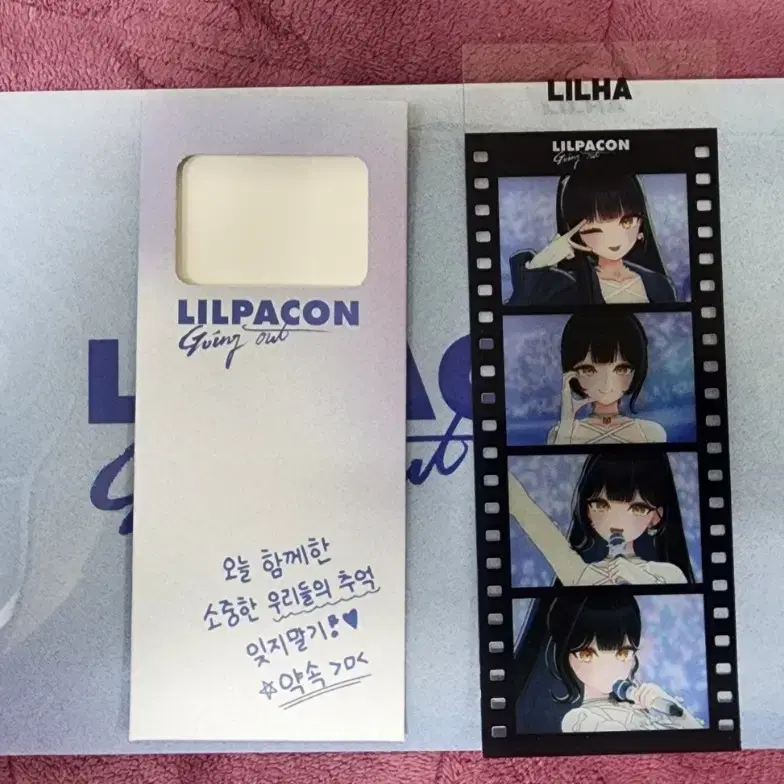 LILHA
LILPACON
Going out
LILPACON
Going out
오늘 함께한
소중한 우리들의 추억
잊지말기!♥
☆약속 >ㅁ<